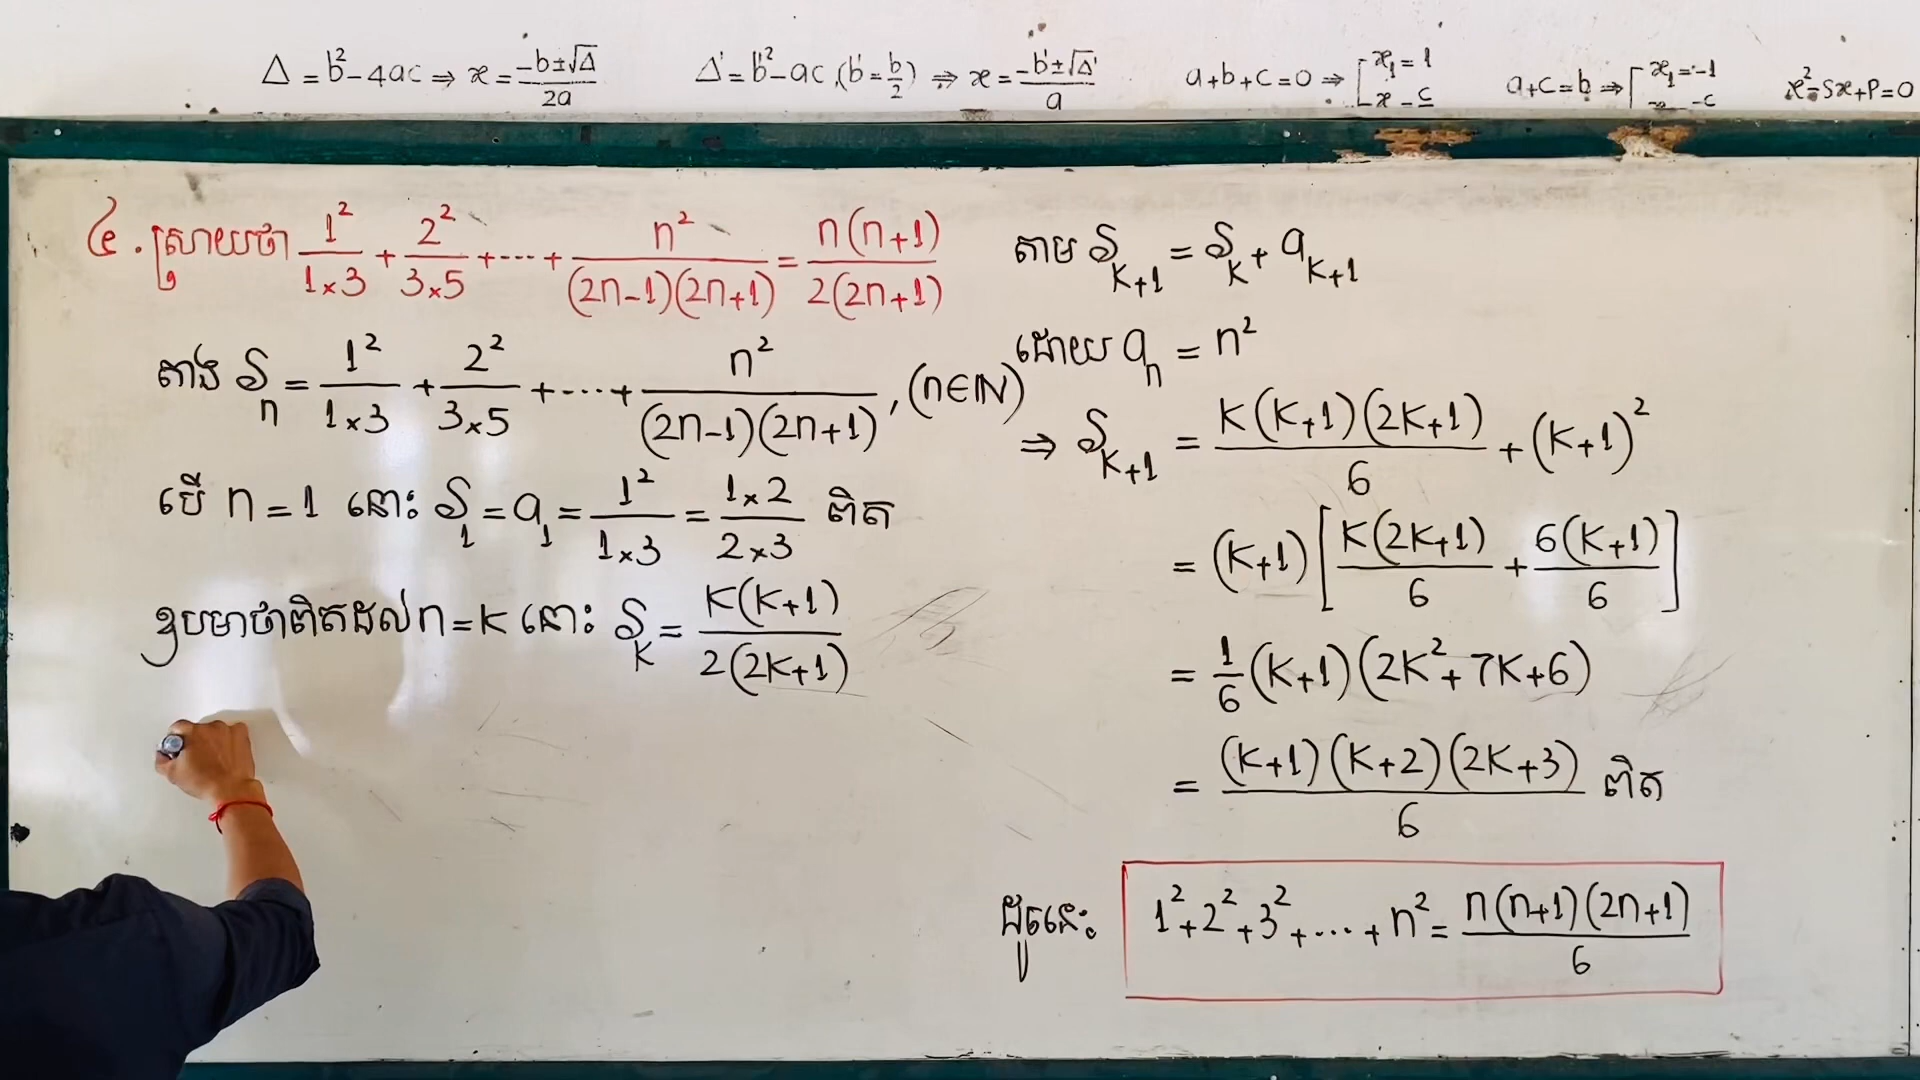 Δ = b² - 4ac ⇒ x = (-b±√Δ)/(2a)
Δ' = b'² - ac, (b' = b/2) ⇒ x = (-b'±√Δ')/a
a+b+c=0 ⇒ [x₁ = 1
a+c=b ⇒ [x₁ = -1
x² - Sx + P = 0
៤. ស្រាយថា 1²/(1×3) + 2²/(3×5) + ... + n²/((2n-1)(2n+1)) = n(n+1)/(2(2n+1))
តាង Sₙ = 1²/(1×3) + 2²/(3×5) + ... + n²/((2n-1)(2n+1)), (n∈ℕ)
បើ n = 1 នោះ S₁ = a₁ = 1²/(1×3) = (1×2)/(2×3) ពិត
ឧបមាថាពិតដល់ n = k នោះ Sₖ = k(k+1)/(2(2k+1))
តាម Sₖ₊₁ = Sₖ + aₖ₊₁
ដោយ aₙ = n²
⇒ Sₖ₊₁ = k(k+1)(2k+1)/6 + (k+1)²
= (k+1)[k(2k+1)/6 + 6(k+1)/6]
= 1/6 (k+1)(2k² + 7k + 6)
= (k+1)(k+2)(2k+3)/6 ពិត
ដូចនេះ 1² + 2² + 3² + ... + n² = n(n+1)(2n+1)/6